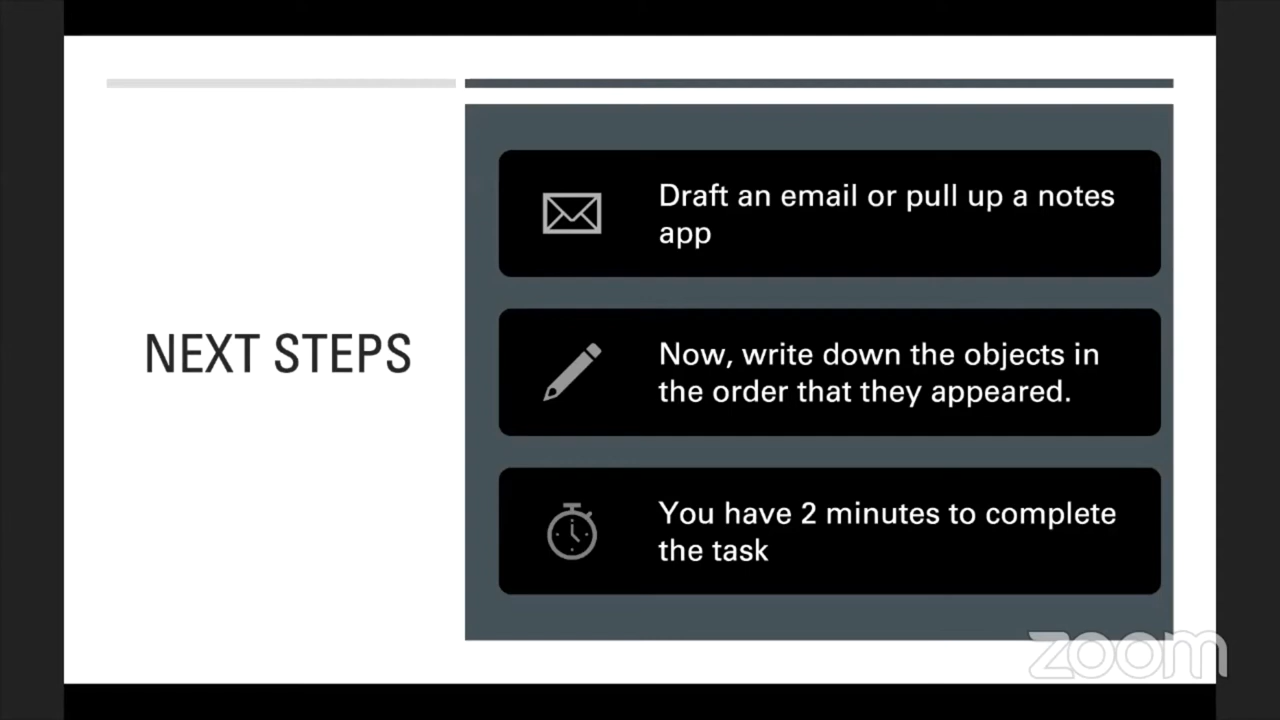 NEXT STEPS
Draft an email or pull up a notes
app
Now, write down the objects in
the order that they appeared.
You have 2 minutes to complete
the task
zoom